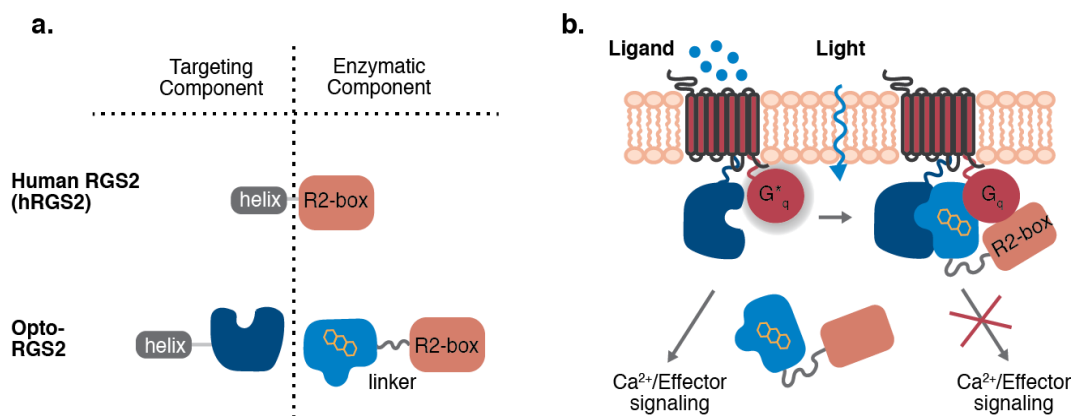 a.
Targeting
Component
Enzymatic
Component
Human RGS2
(hRGS2)
helix
R2-box
Opto-
RGS2
helix
R2-box
linker
b.
Ligand
Light
G*q
Gq
R2-box
Ca²⁺/Effector
signaling
Ca²⁺/Effector
signaling